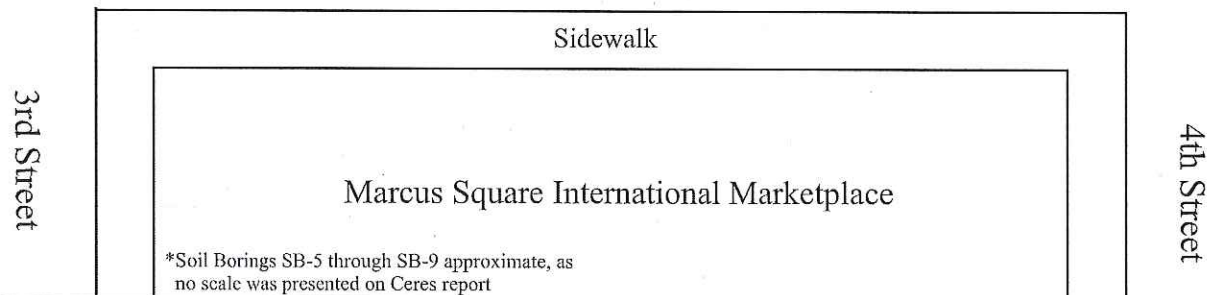 Sidewalk
3rd Street
4th Street
Marcus Square International Marketplace
*Soil Borings SB-5 through SB-9 approximate, as
no scale was presented on Ceres report